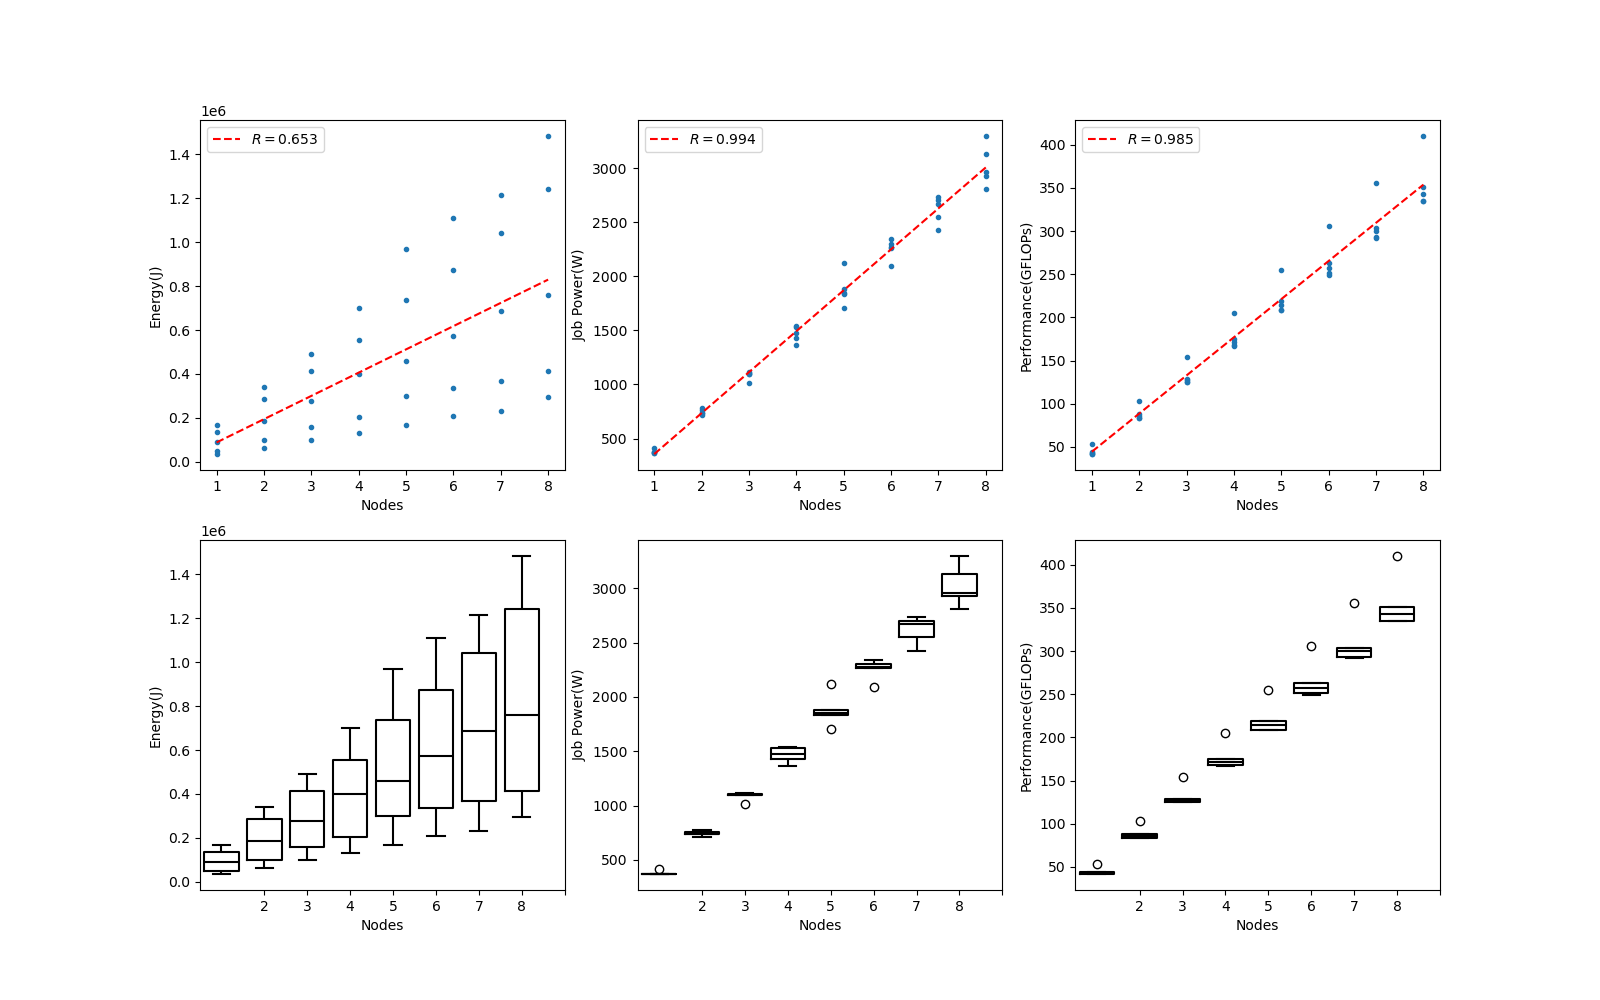 1e6
R = 0.653
Energy(J)
1.4
1.2
1.0
0.8
0.6
0.4
0.2
0.0
1 2 3 4 5 6 7 8
Nodes
R = 0.994
Job Power(W)
3000
2500
2000
1500
1000
500
1 2 3 4 5 6 7 8
Nodes
R = 0.985
Performance(GFLOPs)
400
350
300
250
200
150
100
50
1 2 3 4 5 6 7 8
Nodes
1e6
Energy(J)
1.4
1.2
1.0
0.8
0.6
0.4
0.2
0.0
2 3 4 5 6 7 8
Nodes
Job Power(W)
3000
2500
2000
1500
1000
500
2 3 4 5 6 7 8
Nodes
Performance(GFLOPs)
400
350
300
250
200
150
100
50
2 3 4 5 6 7 8
Nodes